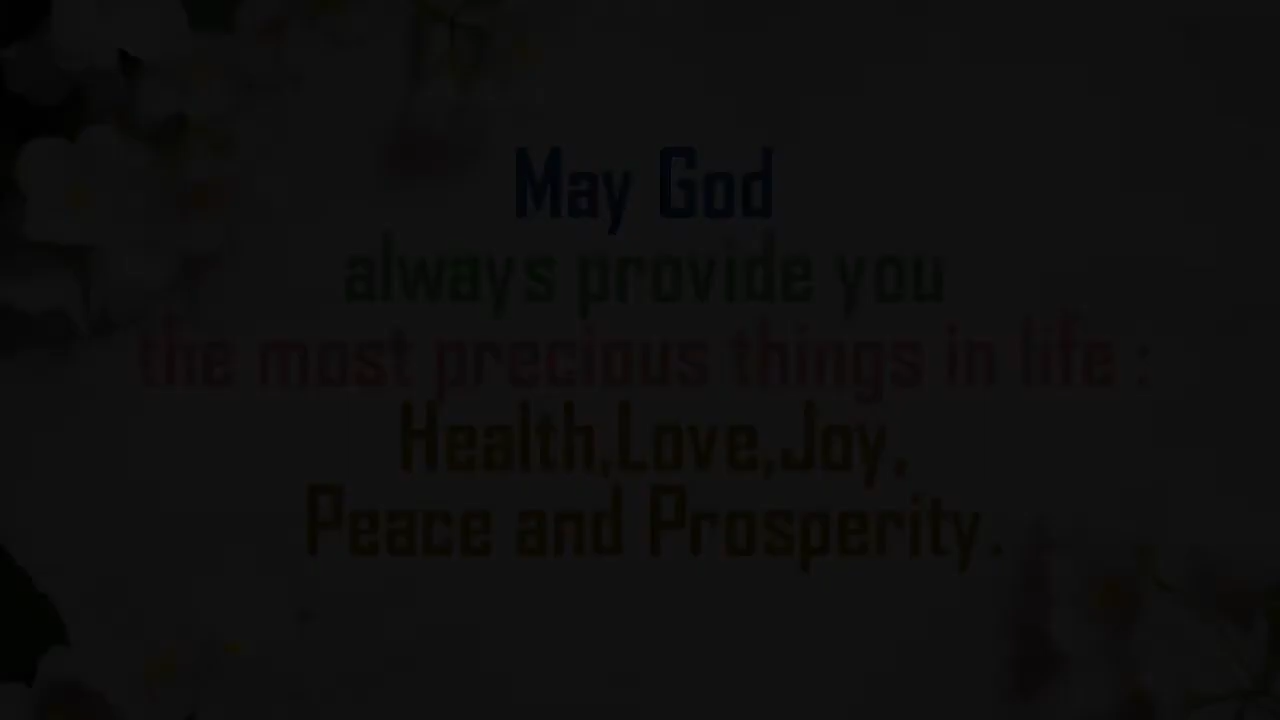 May God
always provide you
the most precious things in life :
Health,Love,Joy,
Peace and Prosperity.